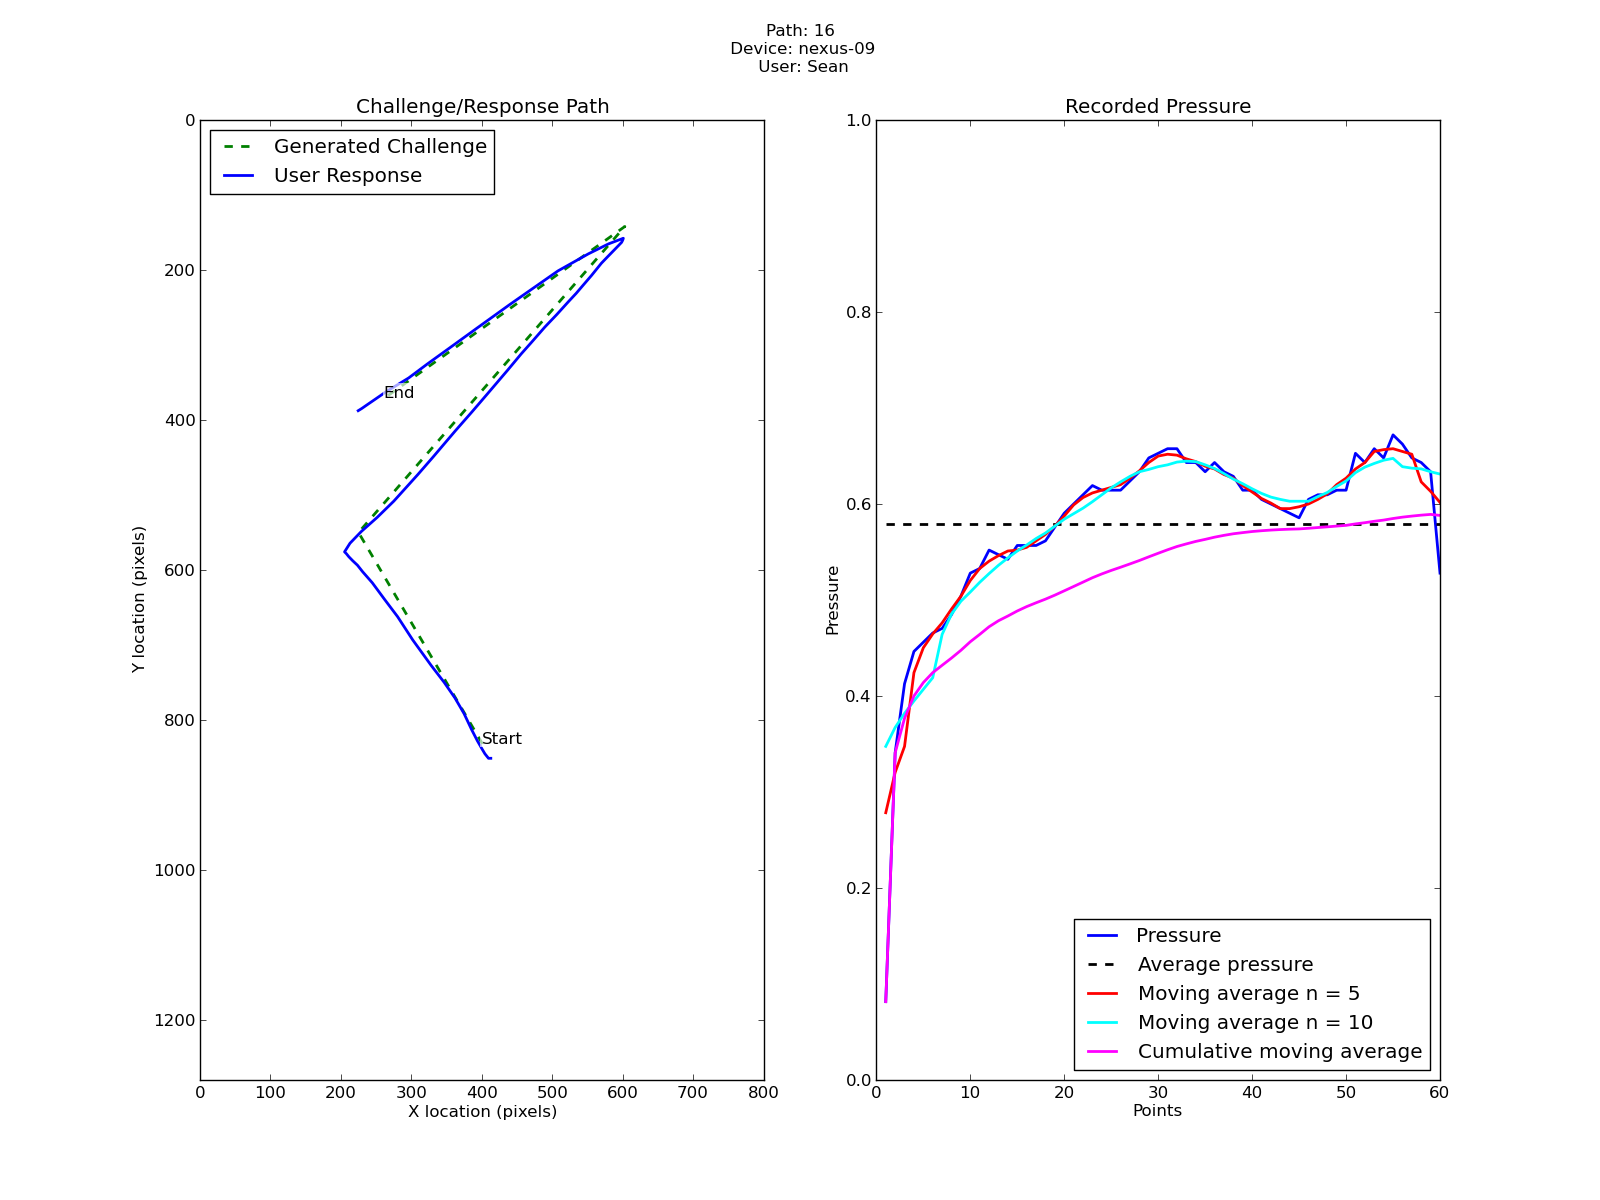 Path: 16
Device: nexus-09
User: Sean
Challenge/Response Path
Generated Challenge
User Response
End
Start
0
200
400
600
800
1000
1200
Y location (pixels)
0 100 200 300 400 500 600 700 800
X location (pixels)
Recorded Pressure
1.0
0.8
0.6
0.4
0.2
0.0
Pressure
Pressure
Average pressure
Moving average n = 5
Moving average n = 10
Cumulative moving average
0 10 20 30 40 50 60
Points